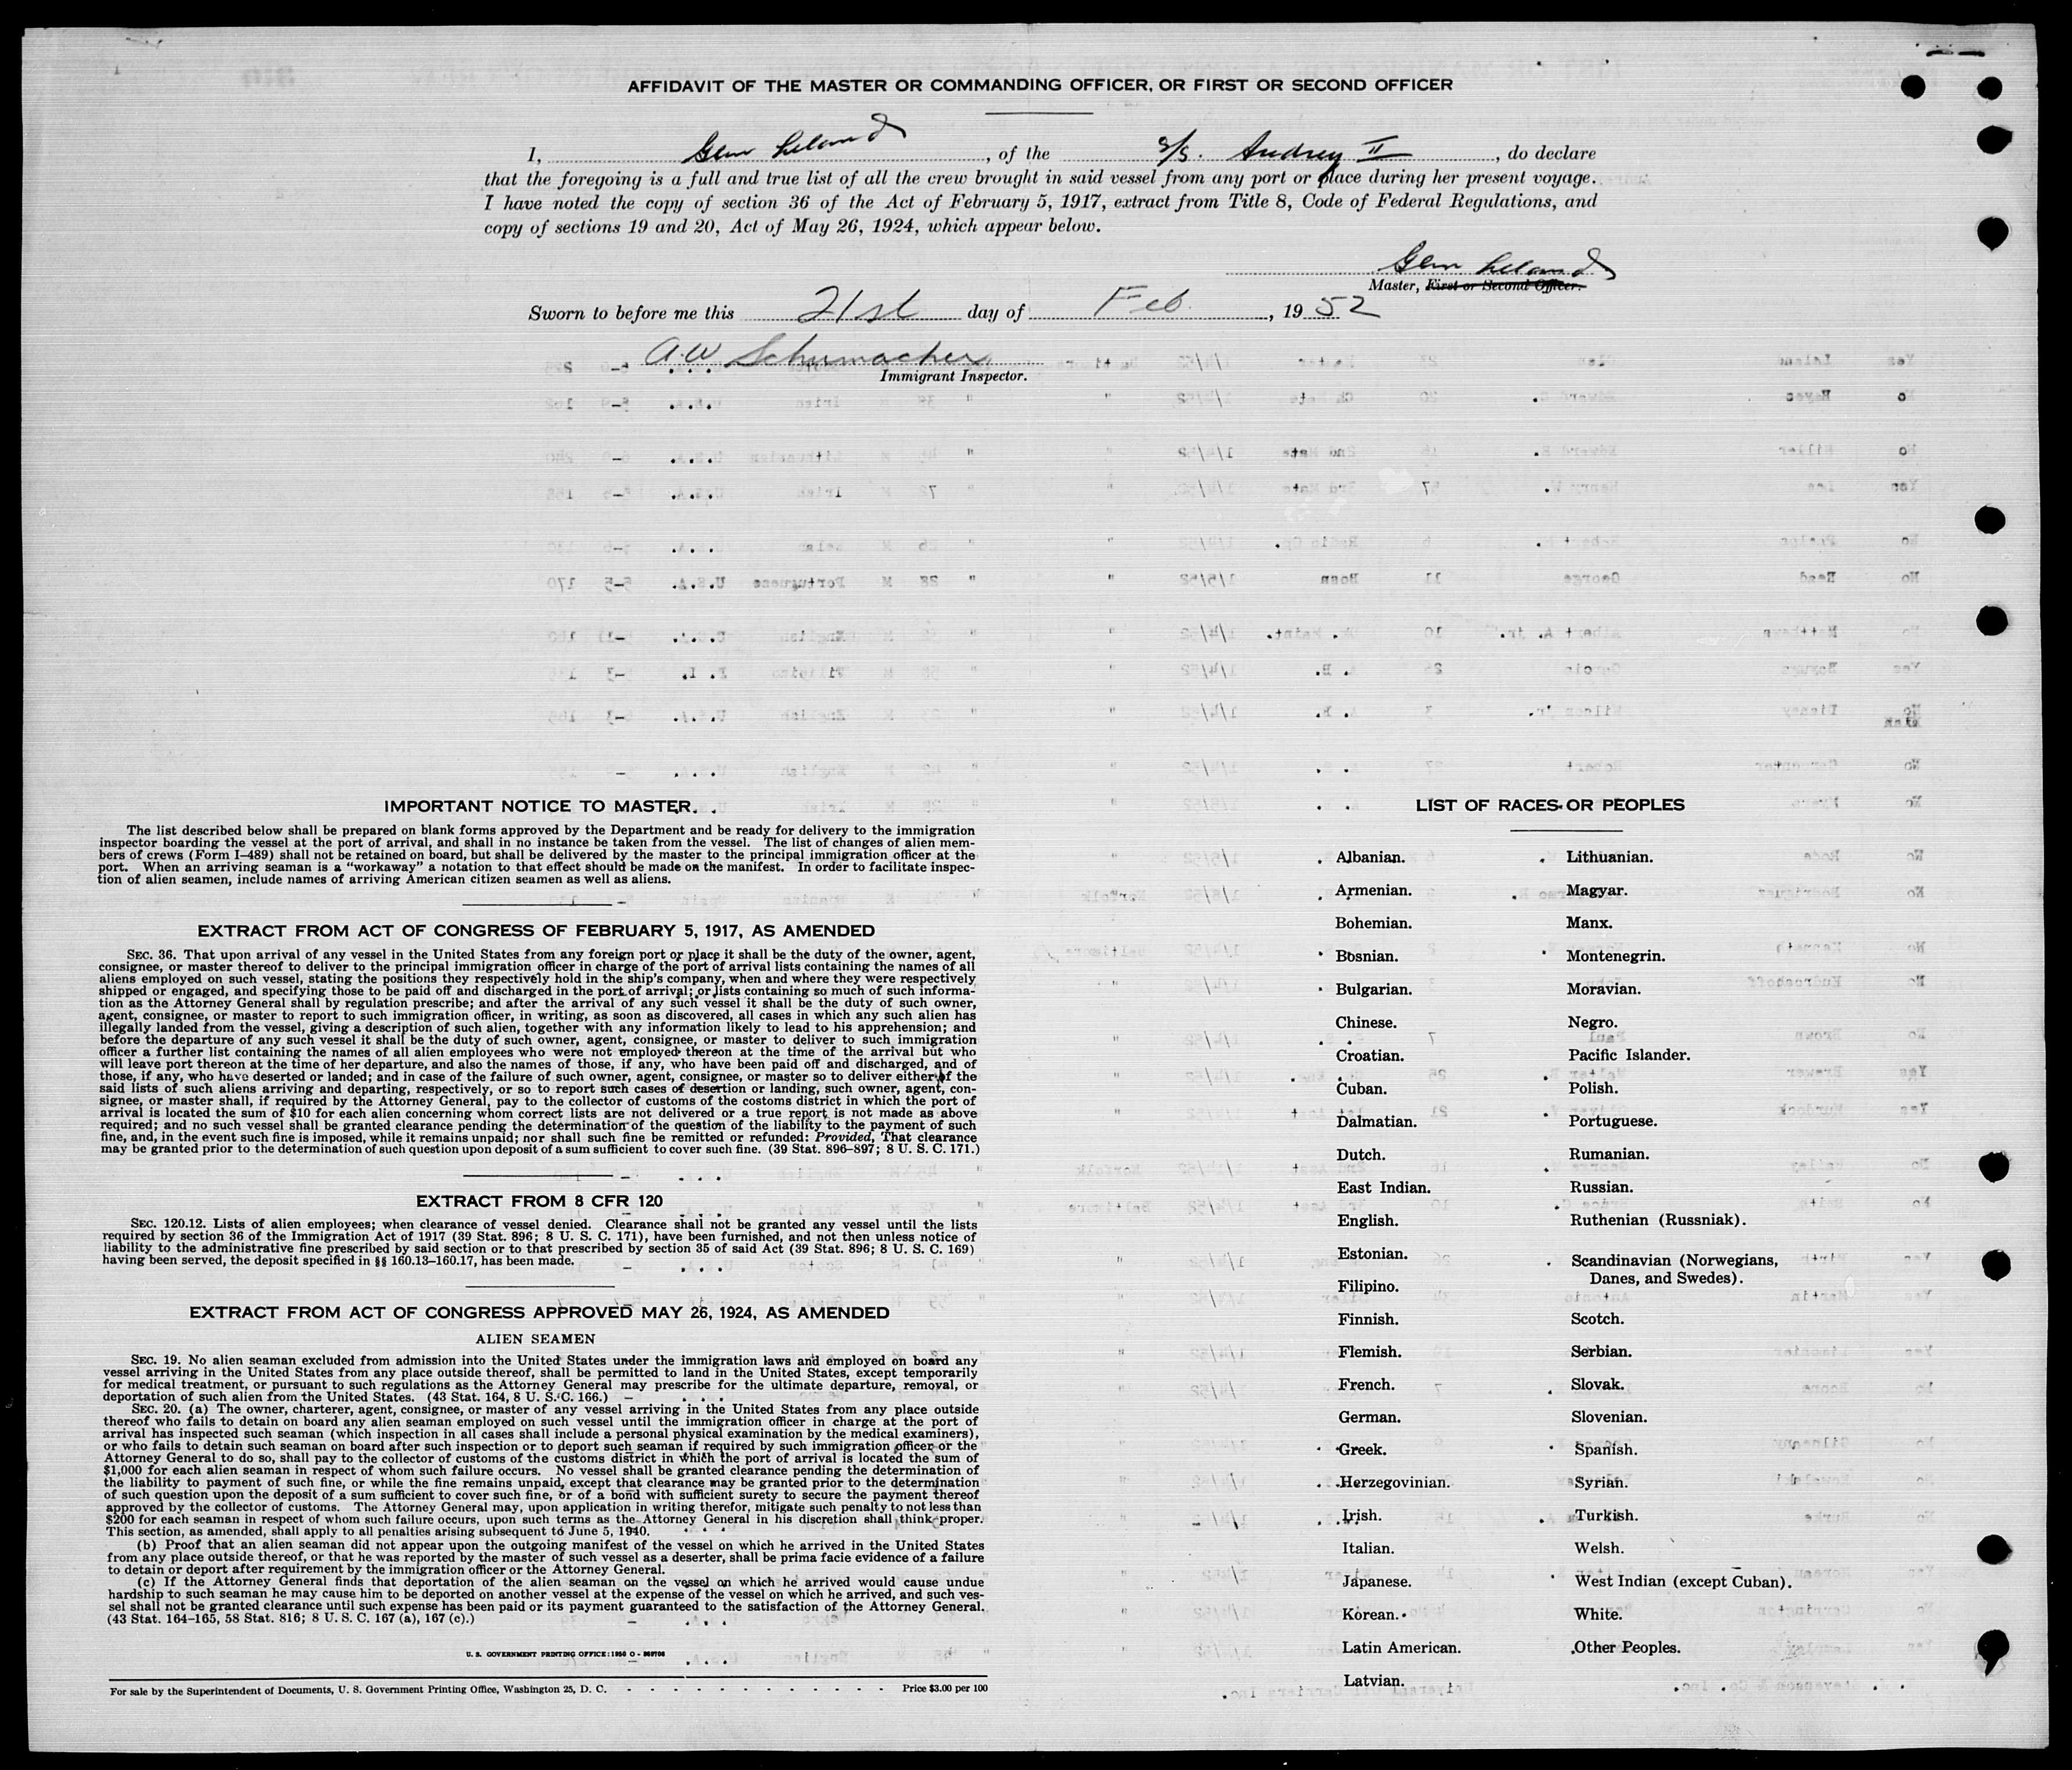 AFFIDAVIT OF THE MASTER OR COMMANDING OFFICER, OR FIRST OR SECOND OFFICER
I, Glen Leland, of the S/S. Audrey II, do declare
that the foregoing is a full and true list of all the crew brought in said vessel from any port or place during her present voyage.
I have noted the copy of section 36 of the Act of February 5, 1917, extract from Title 8, Code of Federal Regulations, and
copy of sections 19 and 20, Act of May 26, 1924, which appear below.
Glen Leland
Master, First or Second Officer.
Sworn to before me this 21st day of Feb, 1952
A.W Schumacher
Immigrant Inspector.
IMPORTANT NOTICE TO MASTER
The list described below shall be prepared on blank forms approved by the Department and be ready for delivery to the immigration
inspector boarding the vessel at the port of arrival, and shall in no instance be taken from the vessel. The list of changes of alien mem-
bers of crews (Form I-489) shall not be retained on board, but shall be delivered by the master to the principal immigration officer at the
port. When an arriving seaman is a "workaway" a notation to that effect should be made on the manifest. In order to facilitate inspec-
tion of alien seamen, include names of arriving American citizen seamen as well as aliens.
EXTRACT FROM ACT OF CONGRESS OF FEBRUARY 5, 1917, AS AMENDED
SEC. 36. That upon arrival of any vessel in the United States from any foreign port or place it shall be the duty of the owner, agent,
consignee, or master thereof to deliver to the principal immigration officer in charge of the port of arrival lists containing the names of all
aliens employed on such vessel, stating the positions they respectively hold in the ship's company, when and where they were respectively
shipped or engaged, and specifying those to be paid off and discharged in the port of arrival; or lists containing so much of such informa-
tion as the Attorney General shall by regulation prescribe; and after the arrival of any such vessel it shall be the duty of such owner,
agent, consignee, or master to report to such immigration officer, in writing, as soon as discovered, all cases in which any such alien has
illegally landed from the vessel, giving a description of such alien, together with any information likely to lead to his apprehension; and
before the departure of any such vessel it shall be the duty of such owner, agent, consignee, or master to deliver to such immigration
officer a further list containing the names of all alien employees who were not employed thereon at the time of the arrival but who
will leave port thereon at the time of her departure, and also the names of those, if any, who have been paid off and discharged, and of
those, if any, who have deserted or landed; and in case of the failure of such owner, agent, consignee, or master so to deliver either of the
said lists of such aliens arriving and departing, respectively, or so to report such cases of desertion or landing, such owner, agent, con-
signee, or master shall, if required by the Attorney General, pay to the collector of customs of the costoms district in which the port of
arrival is located the sum of $10 for each alien concerning whom correct lists are not delivered or a true report is not made as above
required; and no such vessel shall be granted clearance pending the determination of the question of the liability to the payment of such
fine, and, in the event such fine is imposed, while it remains unpaid; nor shall such fine be remitted or refunded: Provided, That clearance
may be granted prior to the determination of such question upon deposit of a sum sufficient to cover such fine. (39 Stat. 896-897; 8 U. S. C. 171.)
EXTRACT FROM 8 CFR 120
SEC. 120.12. Lists of alien employees; when clearance of vessel denied. Clearance shall not be granted any vessel until the lists
required by section 36 of the Immigration Act of 1917 (39 Stat. 896; 8 U. S. C. 171), have been furnished, and not then unless notice of
liability to the administrative fine prescribed by said section or to that prescribed by section 35 of said Act (39 Stat. 896; 8 U. S. C. 169)
having been served, the deposit specified in §§ 160.13-160.17, has been made.
EXTRACT FROM ACT OF CONGRESS APPROVED MAY 26, 1924, AS AMENDED
ALIEN SEAMEN
SEC. 19. No alien seaman excluded from admission into the United States under the immigration laws and employed on board any
vessel arriving in the United States from any place outside thereof, shall be permitted to land in the United States, except temporarily
for medical treatment, or pursuant to such regulations as the Attorney General may prescribe for the ultimate departure, removal, or
deportation of such alien from the United States. (43 Stat. 164, 8 U. S. C. 166.)
SEC. 20. (a) The owner, charterer, agent, consignee, or master of any vessel arriving in the United States from any place outside
thereof who fails to detain on board any alien seaman employed on such vessel until the immigration officer in charge at the port of
arrival has inspected such seaman (which inspection in all cases shall include a personal physical examination by the medical examiners),
or who fails to detain such seaman on board after such inspection or to deport such seaman if required by such immigration officer or the
Attorney General to do so, shall pay to the collector of customs of the customs district in which the port of arrival is located the sum of
$1,000 for each alien seaman in respect of whom such failure occurs. No vessel shall be granted clearance pending the determination of
the liability to payment of such fine, or while the fine remains unpaid, except that clearance may be granted prior to the determination
of such question upon the deposit of a sum sufficient to cover such fine, or of a bond with sufficient surety to secure the payment thereof
approved by the collector of customs. The Attorney General may, upon application in writing therefor, mitigate such penalty to not less than
$200 for each seaman in respect of whom such failure occurs, upon such terms as the Attorney General in his discretion shall think proper.
This section, as amended, shall apply to all penalties arising subsequent to June 5, 1940.
(b) Proof that an alien seaman did not appear upon the outgoing manifest of the vessel on which he arrived in the United States
from any place outside thereof, or that he was reported by the master of such vessel as a deserter, shall be prima facie evidence of a failure
to detain or deport after requirement by the immigration officer or the Attorney General.
(c) If the Attorney General finds that deportation of the alien seaman on the vessel on which he arrived would cause undue
hardship to such seaman he may cause him to be deported on another vessel at the expense of the vessel on which he arrived, and such ves-
sel shall not be granted clearance until such expense has been paid or its payment guaranteed to the satisfaction of the Attorney General.
(43 Stat. 164-165, 58 Stat. 816; 8 U. S. C. 167 (a), 167 (c).)
U. S. GOVERNMENT PRINTING OFFICE: 1950 O -
For sale by the Superintendent of Documents, U. S. Government Printing Office, Washington 25, D. C. - - - - - - - - - - - - Price $3.00 per 100
LIST OF RACES OR PEOPLES
Albanian.
Armenian.
Bohemian.
Bosnian.
Bulgarian.
Chinese.
Croatian.
Cuban.
Dalmatian.
Dutch.
East Indian.
English.
Estonian.
Filipino.
Finnish.
Flemish.
French.
German.
Greek.
Herzegovinian.
Irish.
Italian.
Japanese.
Korean.
Latin American.
Latvian.
Lithuanian.
Magyar.
Manx.
Montenegrin.
Moravian.
Negro.
Pacific Islander.
Polish.
Portuguese.
Rumanian.
Russian.
Ruthenian (Russniak).
Scandinavian (Norwegians,
Danes, and Swedes).
Scotch.
Serbian.
Slovak.
Slovenian.
Spanish.
Syrian.
Turkish.
Welsh.
West Indian (except Cuban).
White.
Other Peoples.